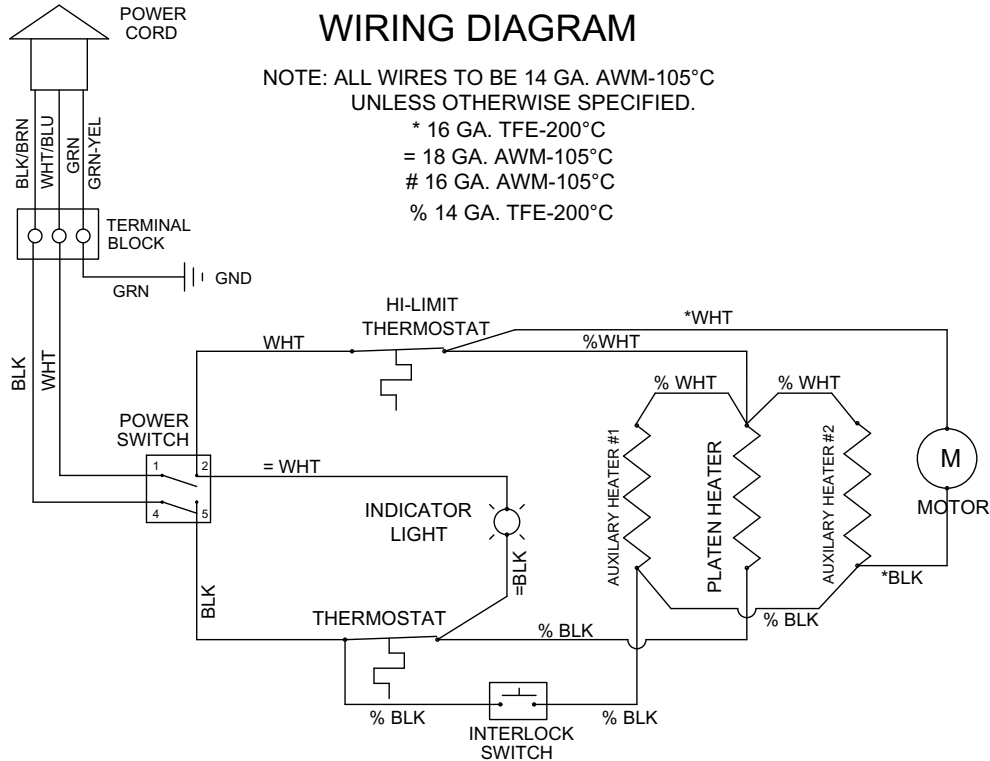 POWER
CORD
WIRING DIAGRAM
NOTE: ALL WIRES TO BE 14 GA. AWM-105°C
UNLESS OTHERWISE SPECIFIED.
* 16 GA. TFE-200°C
= 18 GA. AWM-105°C
# 16 GA. AWM-105°C
% 14 GA. TFE-200°C
BLK/BRN
WHT/BLU
GRN
GRN-YEL
TERMINAL
BLOCK
GND
GRN
BLK
WHT
HI-LIMIT
THERMOSTAT
WHT
*WHT
%WHT
% WHT
% WHT
POWER
SWITCH
1
2
4
5
= WHT
INDICATOR
LIGHT
=BLK
AUXILARY HEATER #1
PLATEN HEATER
AUXILARY HEATER #2
M
MOTOR
*BLK
BLK
THERMOSTAT
% BLK
% BLK
% BLK
% BLK
INTERLOCK
SWITCH